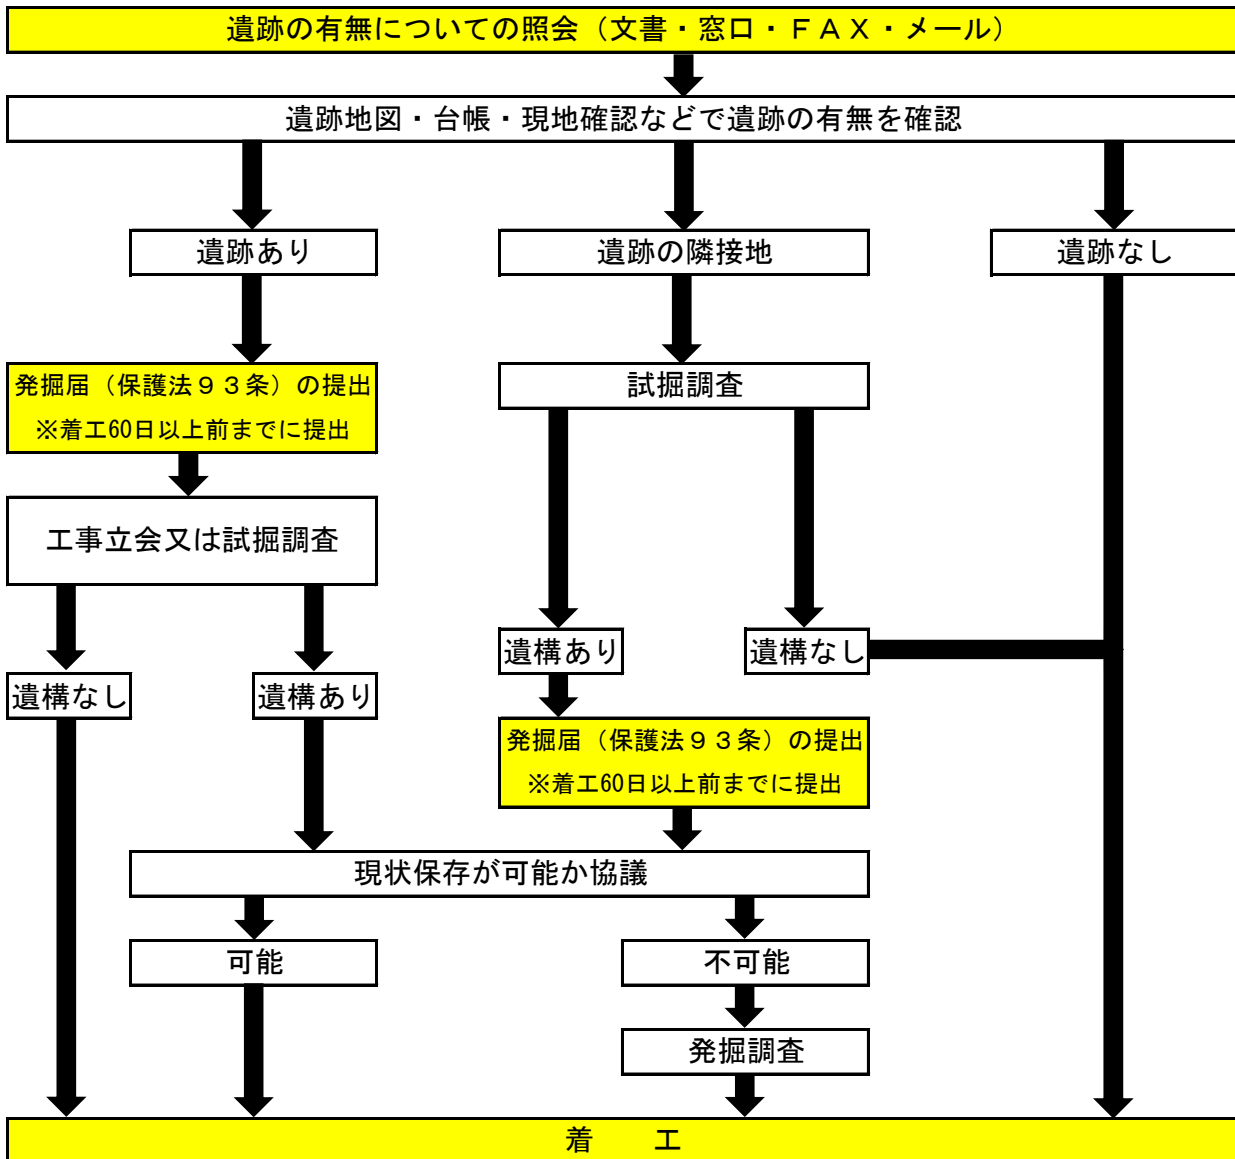 遺跡の有無についての照会（文書・窓口・ＦＡＸ・メール）
遺跡地図・台帳・現地確認などで遺跡の有無を確認
遺跡あり
遺跡の隣接地
遺跡なし
発掘届（保護法９３条）の提出
※着工60日以上前までに提出
試掘調査
工事立会又は試掘調査
遺構あり
遺構なし
遺構なし
遺構あり
発掘届（保護法９３条）の提出
※着工60日以上前までに提出
現状保存が可能か協議
可能
不可能
発掘調査
着　　工